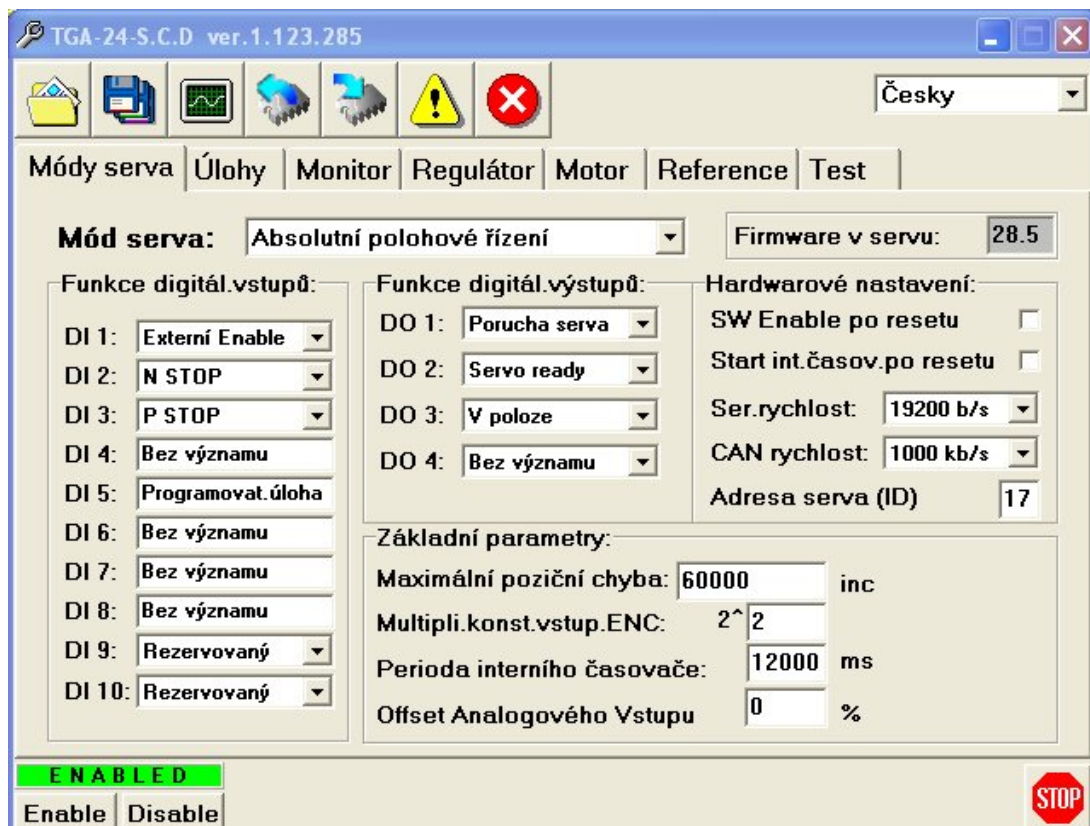 TGA-24-S.C.D ver.1.123.285
Česky
Módy serva Úlohy Monitor Regulátor Motor Reference Test
Mód serva: Absolutní polohové řízení
Firmware v servu: 28.5
Funkce digitál.vstupů:
DI 1: Externí Enable
DI 2: N STOP
DI 3: P STOP
DI 4: Bez významu
DI 5: Programovat.úloha
DI 6: Bez významu
DI 7: Bez významu
DI 8: Bez významu
DI 9: Rezervovaný
DI 10: Rezervovaný
Funkce digitál.výstupů:
DO 1: Porucha serva
DO 2: Servo ready
DO 3: V poloze
DO 4: Bez významu
Hardwarové nastavení:
SW Enable po resetu
Start int.časov.po resetu
Ser.rychlost: 19200 b/s
CAN rychlost: 1000 kb/s
Adresa serva (ID) 17
Základní parametry:
Maximální poziční chyba: 60000 inc
Multipli.konst.vstup.ENC: 2^ 2
Perioda interního časovače: 12000 ms
Offset Analogového Vstupu 0 %
ENABLED
Enable Disable
STOP